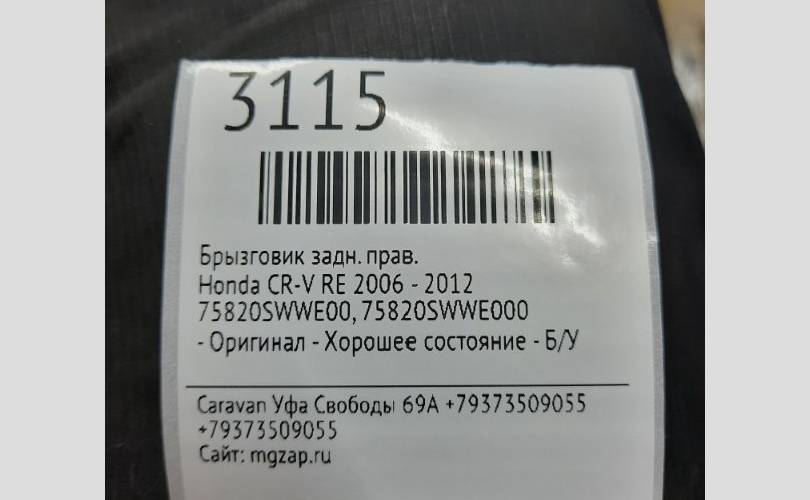 3115
Брызговик задн. прав.
Honda CR-V RE 2006 - 2012
75820SWWE00, 75820SWWE000
- Оригинал - Хорошее состояние - Б/У
Caravan Уфа Свободы 69А +79373509055
+79373509055
Сайт: mgzap.ru